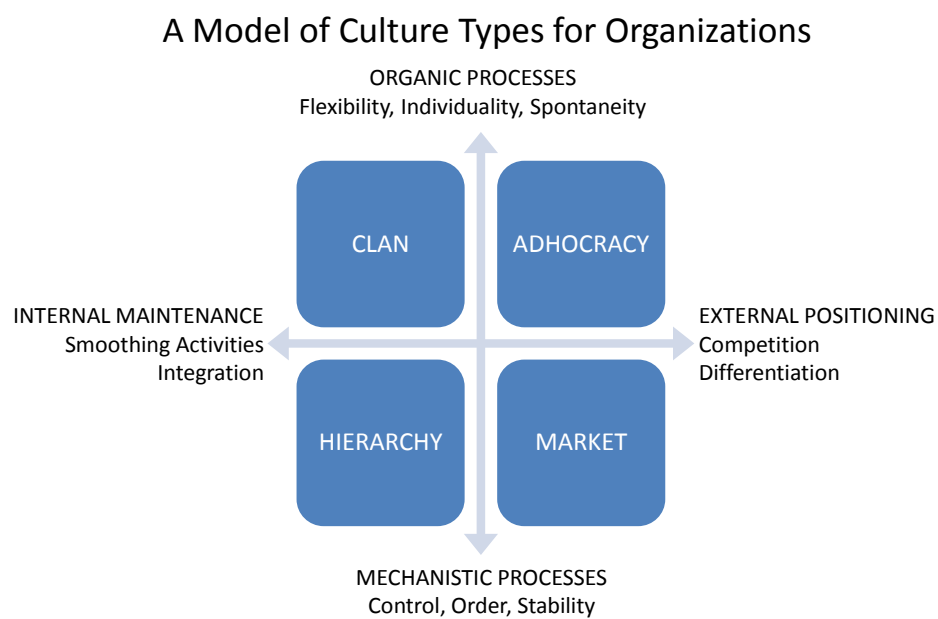 A Model of Culture Types for Organizations
ORGANIC PROCESSES
Flexibility, Individuality, Spontaneity
CLAN
ADHOCRACY
INTERNAL MAINTENANCE
Smoothing Activities
Integration
EXTERNAL POSITIONING
Competition
Differentiation
HIERARCHY
MARKET
MECHANISTIC PROCESSES
Control, Order, Stability